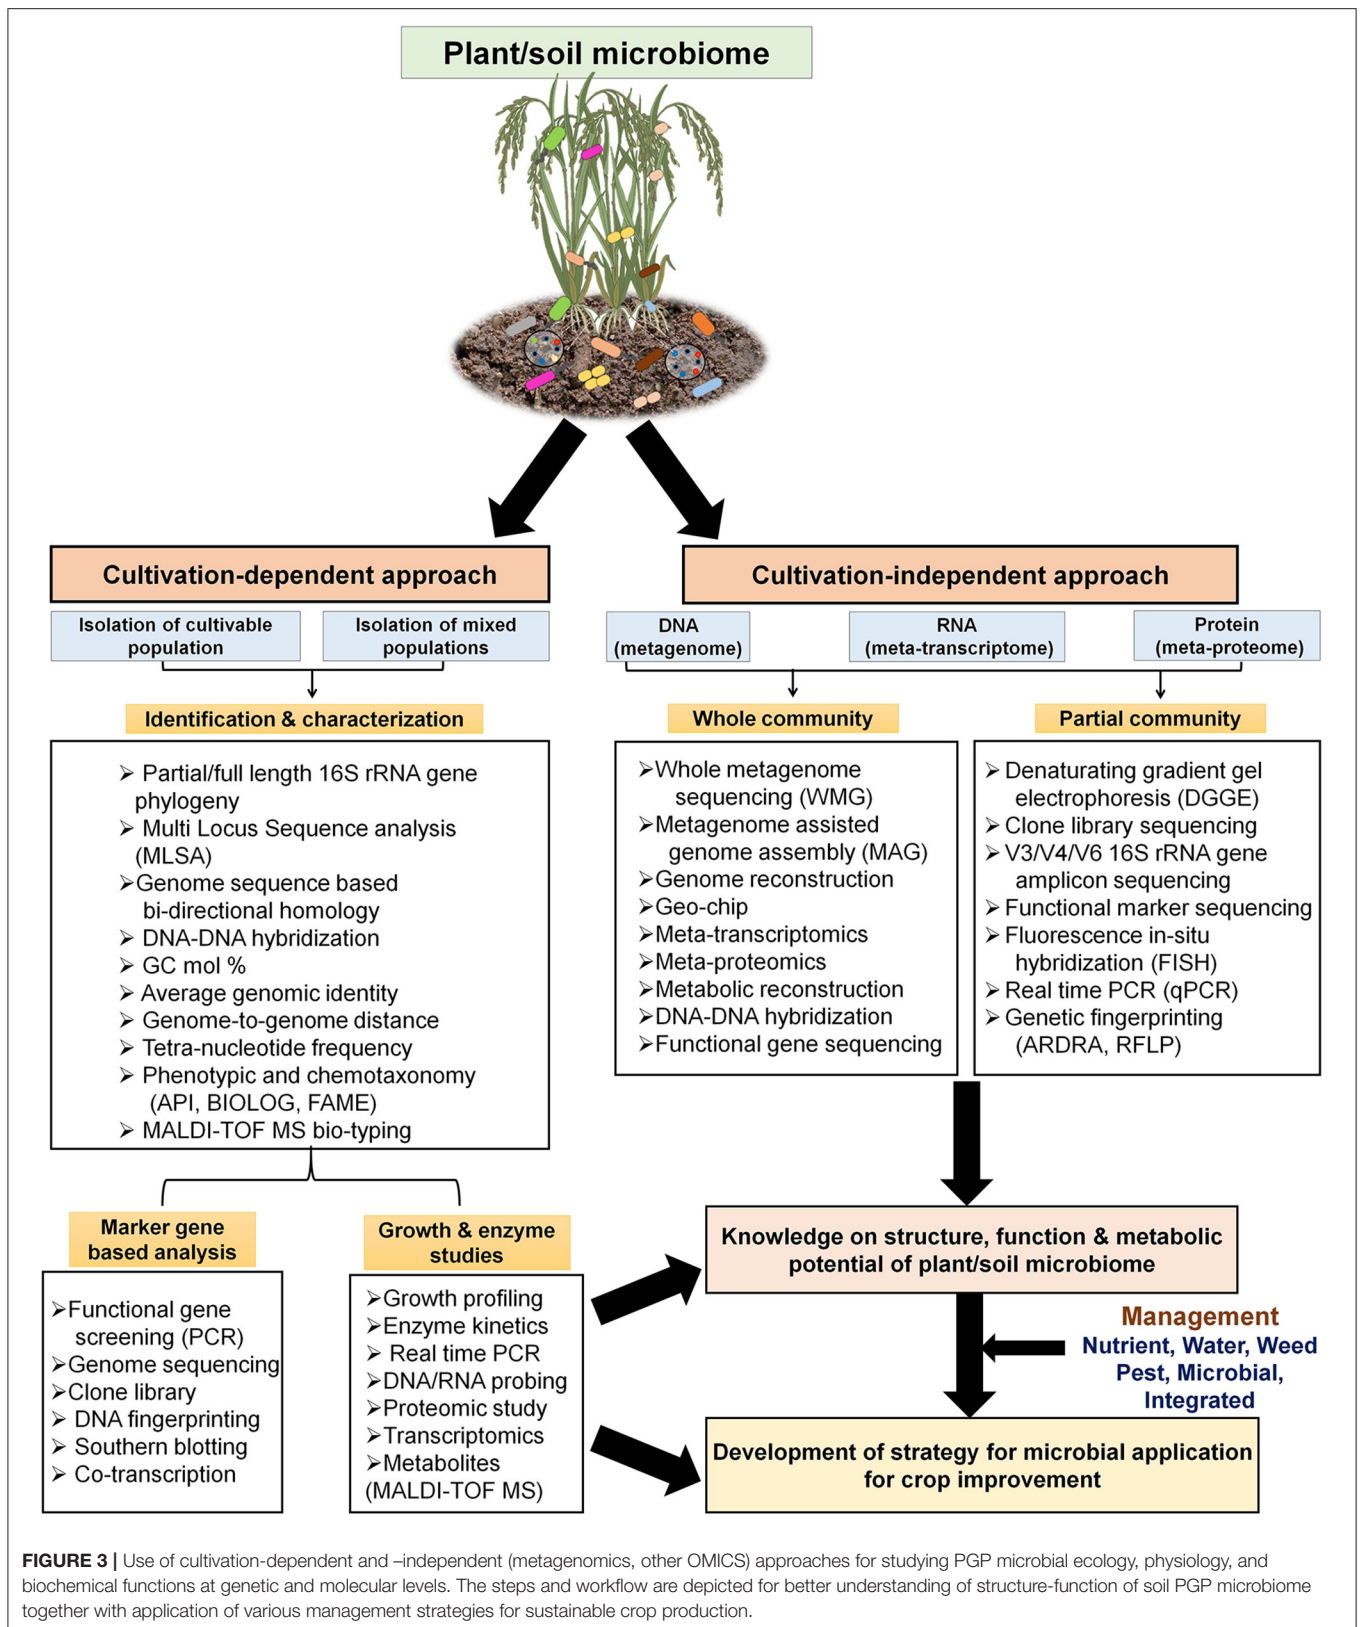 Plant/soil microbiome
Cultivation-dependent approach
Isolation of cultivable
population
Isolation of mixed
populations
Identification & characterization
➢ Partial/full length 16S rRNA gene
phylogeny
➢ Multi Locus Sequence analysis
(MLSA)
➢Genome sequence based
bi-directional homology
➢ DNA-DNA hybridization
➢ GC mol %
➢ Average genomic identity
➢ Genome-to-genome distance
➢ Tetra-nucleotide frequency
➢ Phenotypic and chemotaxonomy
(API, BIOLOG, FAME)
➢ MALDI-TOF MS bio-typing
Marker gene
based analysis
➢Functional gene
screening (PCR)
➢Genome sequencing
➢Clone library
➢ DNA fingerprinting
➢ Southern blotting
➢ Co-transcription
Growth & enzyme
studies
➢Growth profiling
➢Enzyme kinetics
➢ Real time PCR
➢DNA/RNA probing
➢Proteomic study
➢Transcriptomics
➢Metabolites
(MALDI-TOF MS)
Cultivation-independent approach
DNA
(metagenome)
RNA
(meta-transcriptome)
Protein
(meta-proteome)
Whole community
➢Whole metagenome
sequencing (WMG)
➢Metagenome assisted
genome assembly (MAG)
➢Genome reconstruction
➢Geo-chip
➢Meta-transcriptomics
➢Meta-proteomics
➢Metabolic reconstruction
➢DNA-DNA hybridization
➢Functional gene sequencing
Partial community
➢ Denaturating gradient gel
electrophoresis (DGGE)
➢ Clone library sequencing
➢ V3/V4/V6 16S rRNA gene
amplicon sequencing
➢ Functional marker sequencing
➢ Fluorescence in-situ
hybridization (FISH)
➢ Real time PCR (qPCR)
➢ Genetic fingerprinting
(ARDRA, RFLP)
Knowledge on structure, function & metabolic
potential of plant/soil microbiome
Management
Nutrient, Water, Weed
Pest, Microbial,
Integrated
Development of strategy for microbial application
for crop improvement
FIGURE 3 | Use of cultivation-dependent and –independent (metagenomics, other OMICS) approaches for studying PGP microbial ecology, physiology, and
biochemical functions at genetic and molecular levels. The steps and workflow are depicted for better understanding of structure-function of soil PGP microbiome
together with application of various management strategies for sustainable crop production.